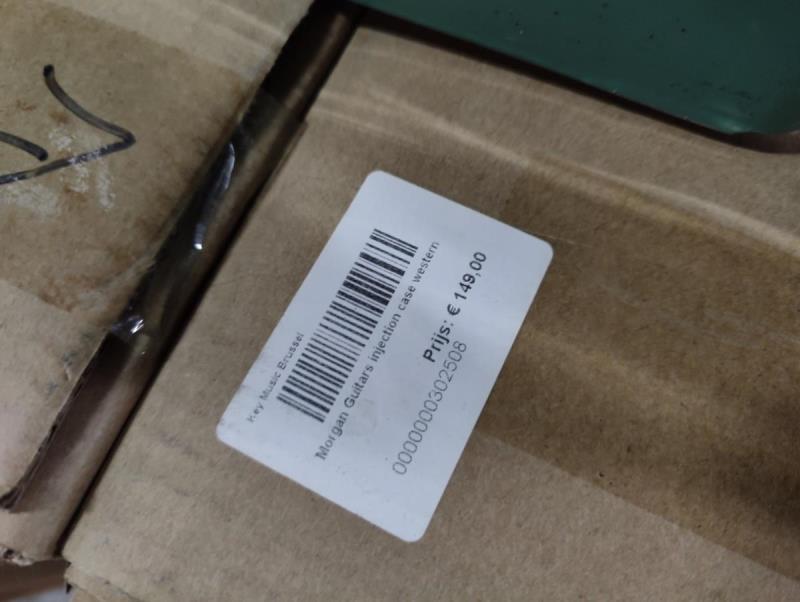 Key Music Brussel
Morgan Guitars injection case western
Prijs: € 149,00
0000000302508